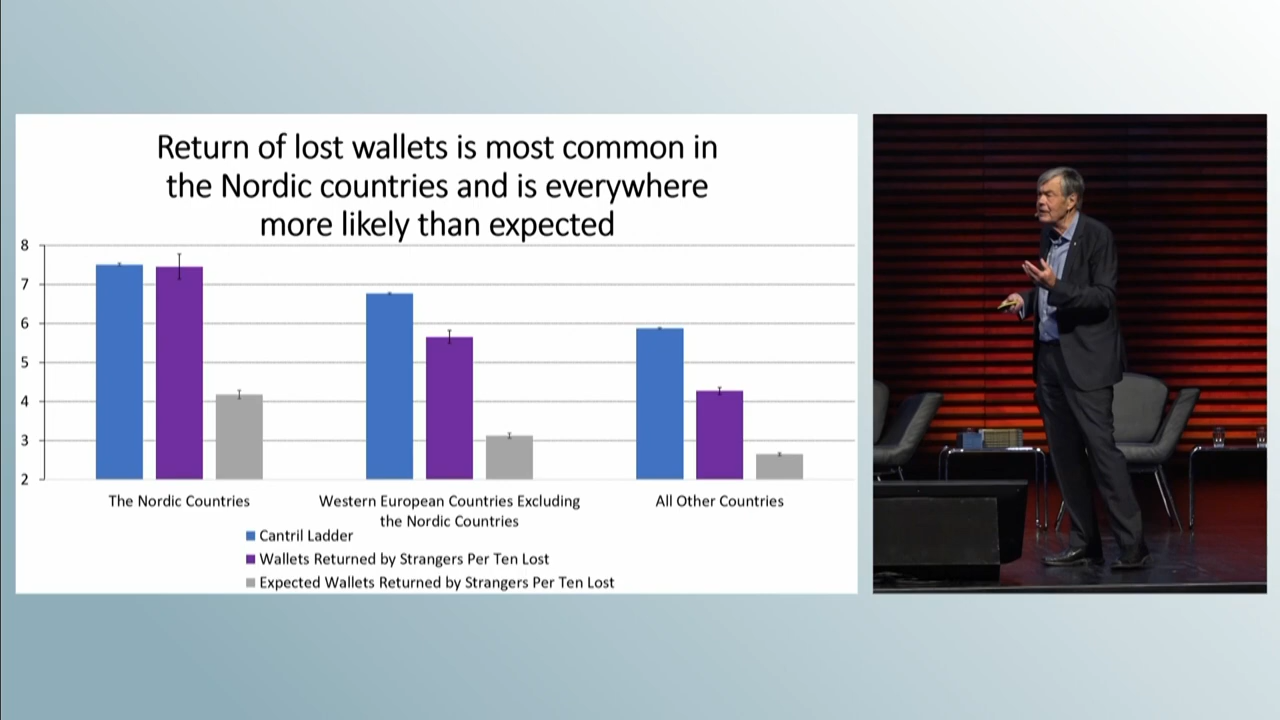 Return of lost wallets is most common in
the Nordic countries and is everywhere
more likely than expected
8
7
6
5
4
3
2
The Nordic Countries
Western European Countries Excluding
the Nordic Countries
All Other Countries
Cantril Ladder
Wallets Returned by Strangers Per Ten Lost
Expected Wallets Returned by Strangers Per Ten Lost